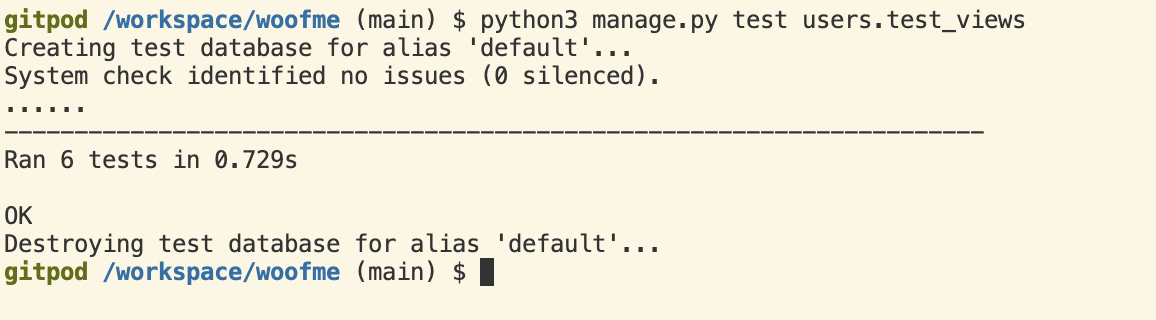 gitpod /workspace/woofme (main) $ python3 manage.py test users.test_views
Creating test database for alias 'default'...
System check identified no issues (0 silenced).
......
----------------------------------------------------------------------
Ran 6 tests in 0.729s
OK
Destroying test database for alias 'default'...
gitpod /workspace/woofme (main) $